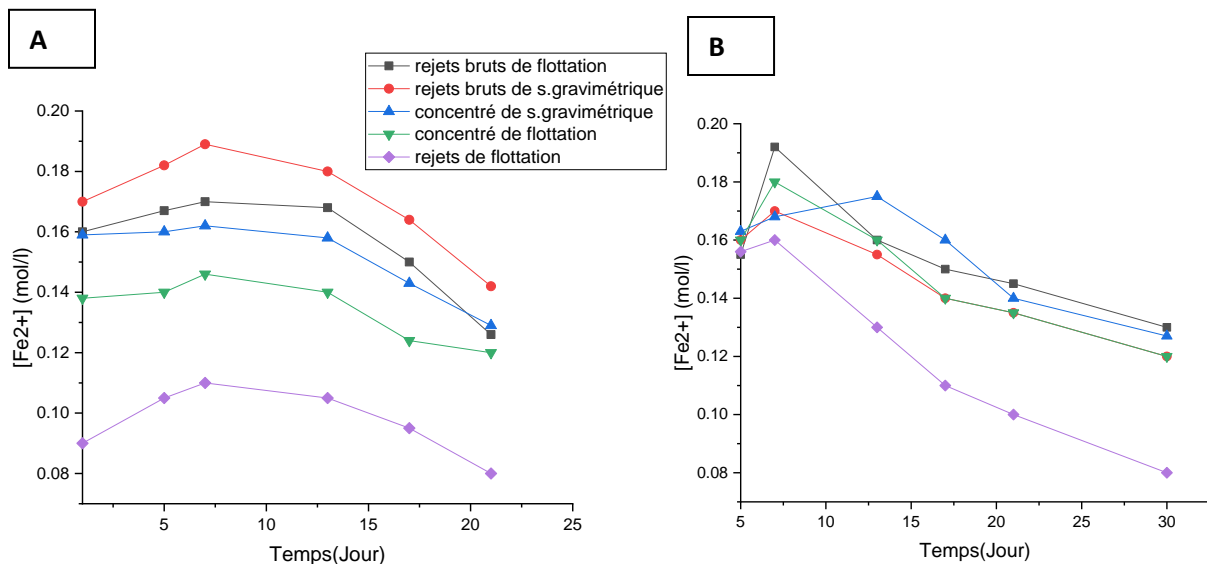 A
B
rejets bruts de flottation
rejets bruts de s.gravimétrique
concentré de s.gravimétrique
concentré de flottation
rejets de flottation
[Fe2+] (mol/l)
0.20
0.18
0.16
0.14
0.12
0.10
0.08
5 10 15 20 25
Temps(Jour)
[Fe2+] (mol/l)
0.20
0.18
0.16
0.14
0.12
0.10
0.08
5 10 15 20 25 30
Temps(Jour)